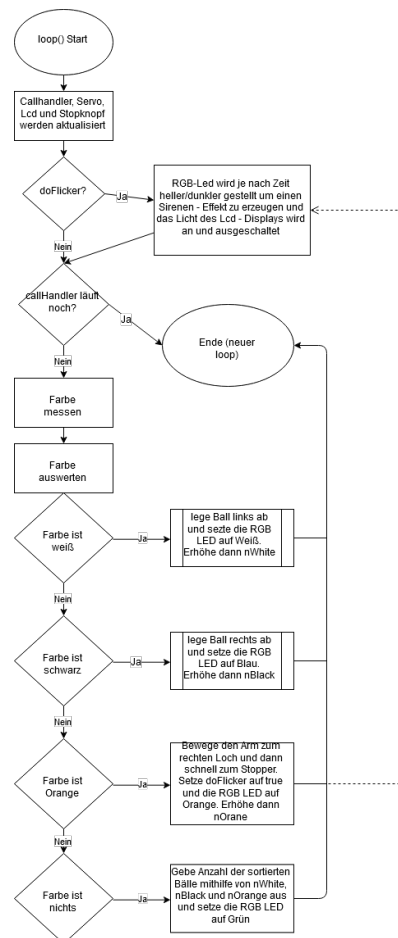 loop() Start
Callhandler, Servo,
Lcd und Stopknopf
werden aktualisiert
doFlicker?
Ja
RGB-Led wird je nach Zeit
heller/dunkler gestellt um einen
Sirenen - Effekt zu erzeugen und
das Licht des Lcd - Displays wird
an und ausgeschaltet
Nein
callHandler läuft
noch?
Ja
Ende (neuer
loop)
Nein
Farbe
messen
Farbe
auswerten
Farbe ist
weiß
Ja
lege Ball links ab
und sezte die RGB
LED auf Weiß.
Erhöhe dann nWhite
Nein
Farbe ist
schwarz
Ja
lege Ball rechts ab
und setze die RGB
LED auf Blau.
Erhöhe dann nBlack
Nein
Farbe ist
Orange
Ja
Bewege den Arm zum
rechten Loch und dann
schnell zum Stopper.
Setze doFlicker auf true
und die RGB LED auf
Orange. Erhöhe dann
nOrane
Nein
Farbe ist
nichts
Ja
Gebe Anzahl der sortierten
Bälle mithilfe von nWhite,
nBlack und nOrange aus
und setze die RGB LED
auf Grün